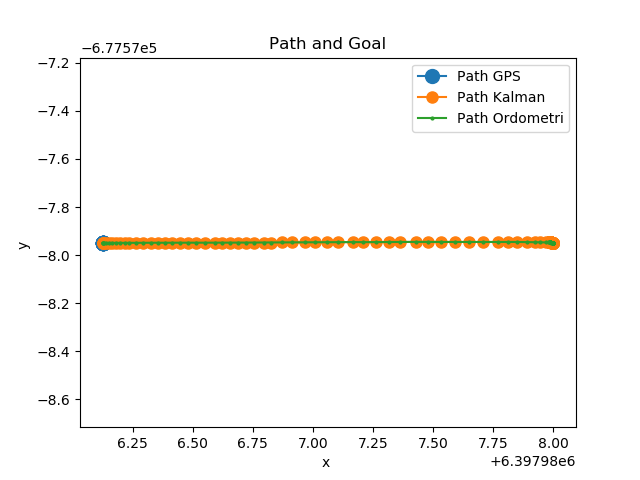 Path and Goal
−6.7757e5
Path GPS
Path Kalman
Path Ordometri
y
−7.2
−7.4
−7.6
−7.8
−8.0
−8.2
−8.4
−8.6
6.25 6.50 6.75 7.00 7.25 7.50 7.75 8.00
x
+6.39798e6